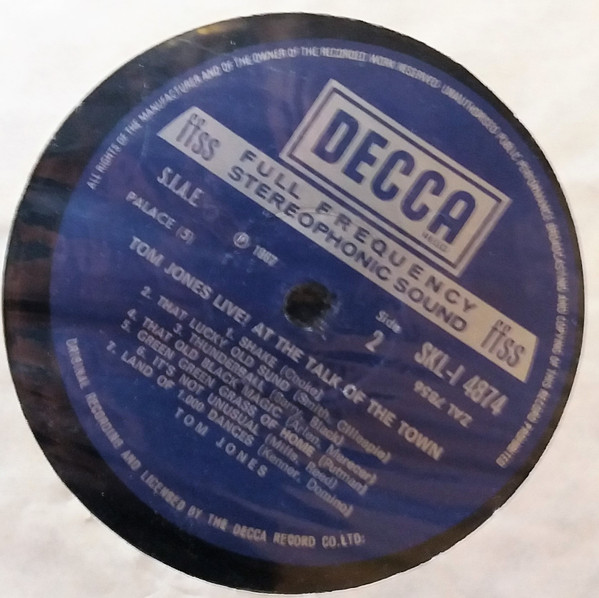 ALL RIGHTS OF THE MANUFACTURER AND OF THE OWNER OF THE RECORDED WORK RESERVED UNAUTHORISED PUBLIC PERFORMANCE BROADCASTING AND COPYING OF THIS RECORD PROHIBITED
DECCA
REGD.
ffss
FULL FREQUENCY
STEREOPHONIC SOUND
ffss
S.I.A.E
PALACE (5)
℗ 1967
Side
2
SKL-I 4874
ZAL 7856
TOM JONES LIVE! AT THE TALK OF THE TOWN
1. SHAKE (Cooke)
2. THAT LUCKY OLD SUND (Smith, Gillespie)
3. THUNDERBALL (Barry, Black)
4. THAT OLD BLACK MAGIC (Arlen, Merecer)
5. GREEN GREEN GRASS OF HOME (Putman)
6. IT'S NOT UNUSUAL (Mills, Reed)
7. LAND OF 1.000 DANCES (Kenner, Domino)
TOM JONES
ORIGINAL RECORDING AND LICENSED BY THE DECCA RECORD CO.LTD: